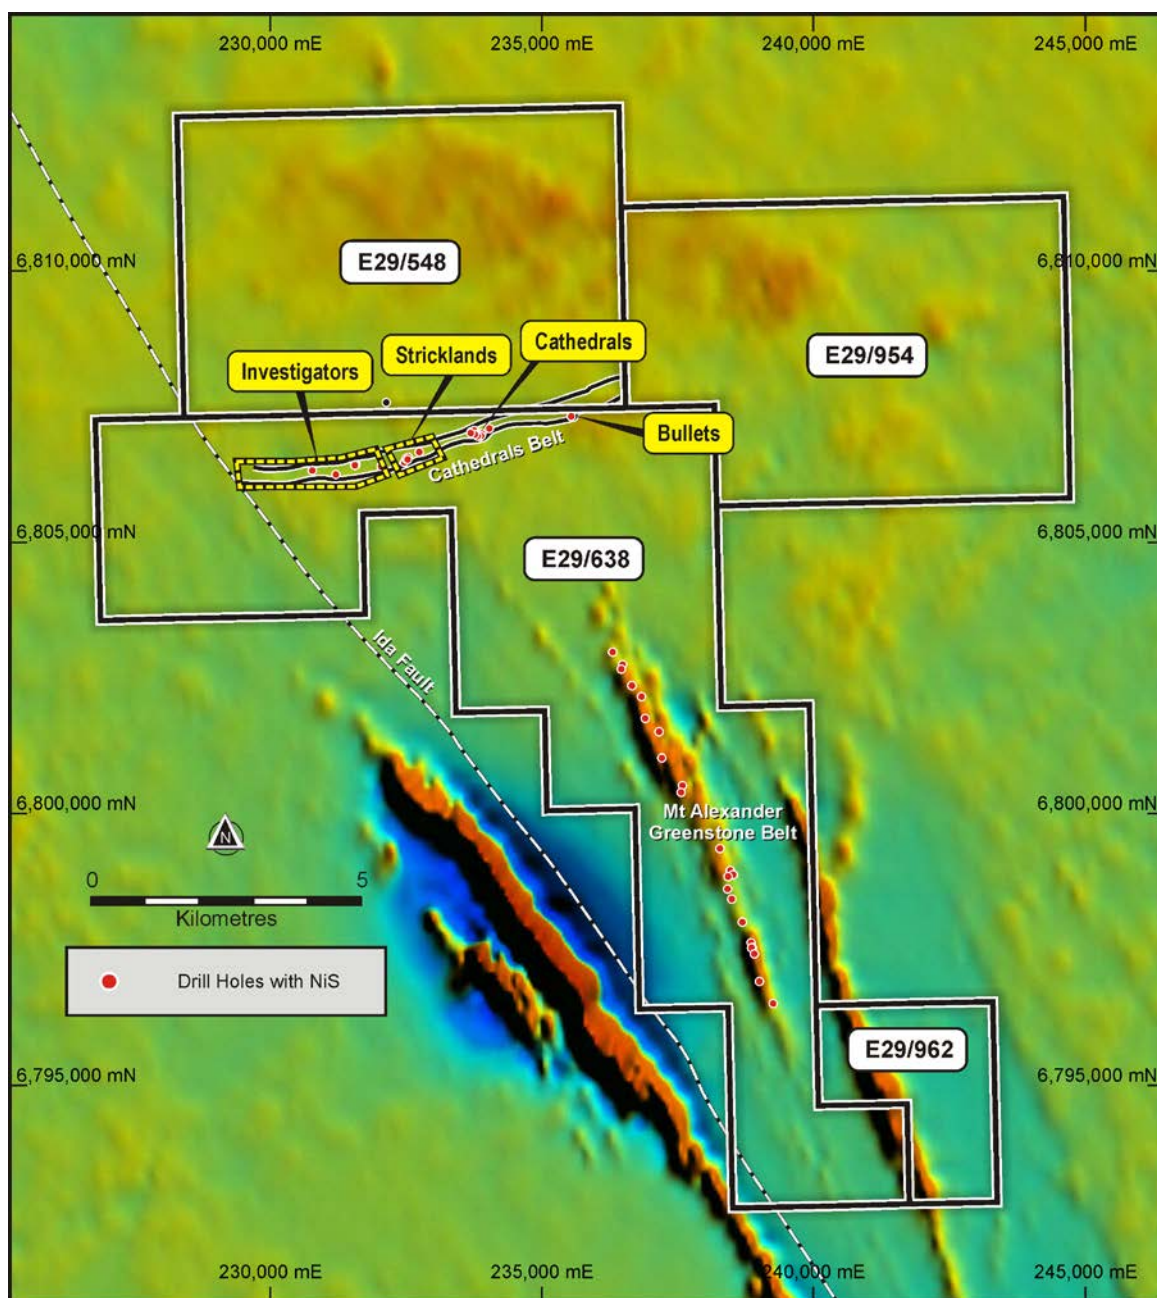 230,000 mE
235,000 mE
240,000 mE
245,000 mE
E29/548
6,810,000 mN
6,810,000 mN
E29/954
Cathedrals
Stricklands
Investigators
Bullets
Cathedrals Belt
6,805,000 mN
6,805,000 mN
E29/638
Ida Fault
6,800,000 mN
6,800,000 mN
Mt Alexander
Greenstone Belt
N
0
5
Kilometres
Drill Holes with NiS
E29/962
6,795,000 mN
6,795,000 mN
230,000 mE
235,000 mE
240,000 mE
245,000 mE